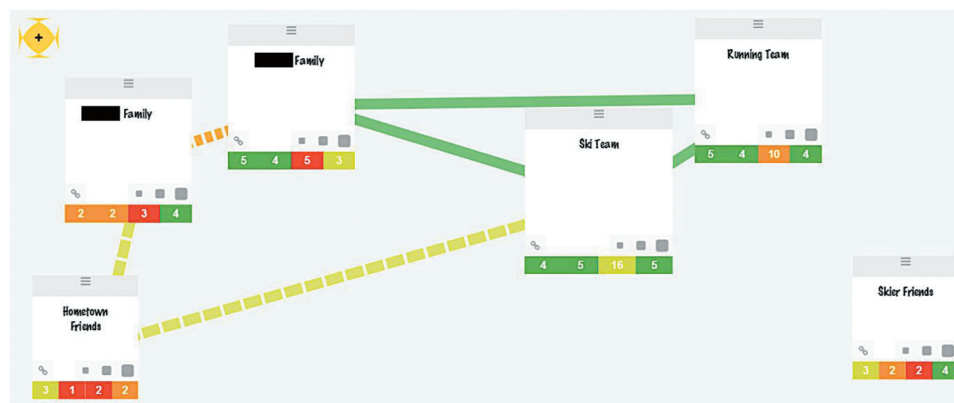 +
Family
5 4 5 3
Family
2 2 3 4
Running Team
5 4 10 4
Ski Team
4 5 16 5
Hometown
Friends
3 1 2 2
Skier Friends
3 2 2 4